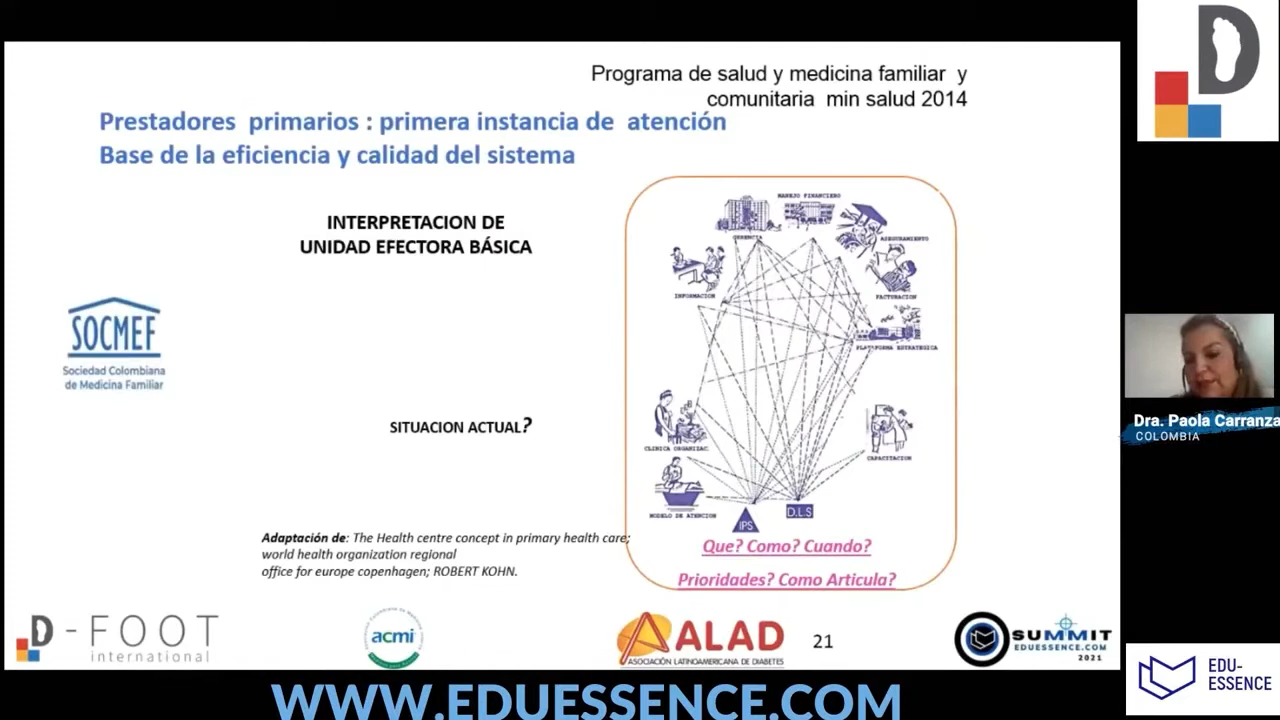 Programa de salud y medicina familiar y
comunitaria min salud 2014
Prestadores primarios : primera instancia de atención
Base de la eficiencia y calidad del sistema
INTERPRETACION DE
UNIDAD EFECTORA BÁSICA
SOCMEF
Sociedad Colombiana
de Medicina Familiar
SITUACION ACTUAL?
MANEJO FINANCIERO
GERENCIA
ASEGURAMIENTO
INFORMACION
FACTURACION
PLATAFORMA ESTRATEGICA
CLINICA ORGANIZAC.
CAPACITACION
MODELO DE ATENCION
IPS
D.L.S
Que? Como? Cuando?
Prioridades? Como Articula?
Adaptación de: The Health centre concept in primary health care;
world health organization regional
office for europe copenhagen; ROBERT KOHN.
D-FOOT
international
acmi
ALAD
ASOCIACIÓN LATINOAMERICANA DE DIABETES
21
SUMMIT
EDUESSENCE.COM
2021
D
Dra. Paola Carranza
COLOMBIA
EDU-
ESSENCE
WWW.EDUESSENCE.COM